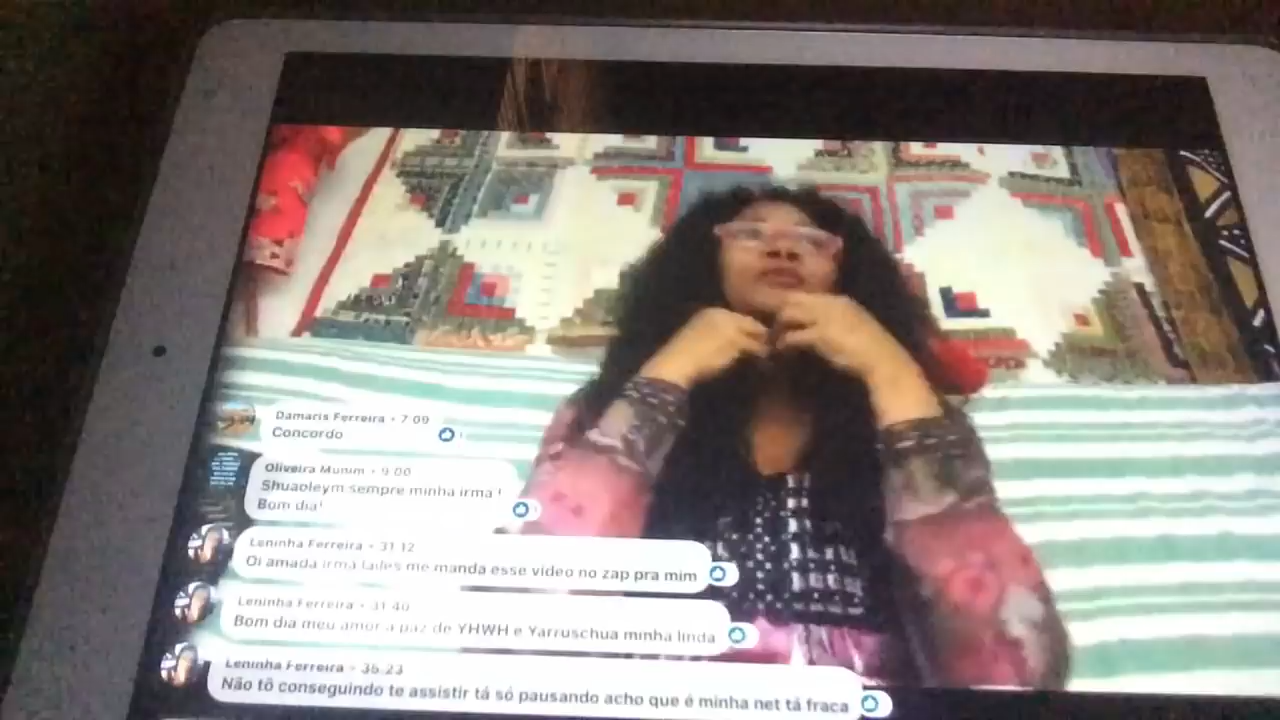 Damaris Ferreira • 7:09
Concordo
Oliveira Mumm • 9:00
Shuaoleym sempre minha irma !
Bom dia!
Leninha Ferreira • 31:12
Oi amada irmã me manda esse video no zap pra mim
Leninha Ferreira • 31:40
Bom dia meu amor a paz de YHWH e Yarruschua minha linda
Leninha Ferreira • 35:23
Não tô conseguindo te assistir tá só pausando acho que é minha net tá fraca